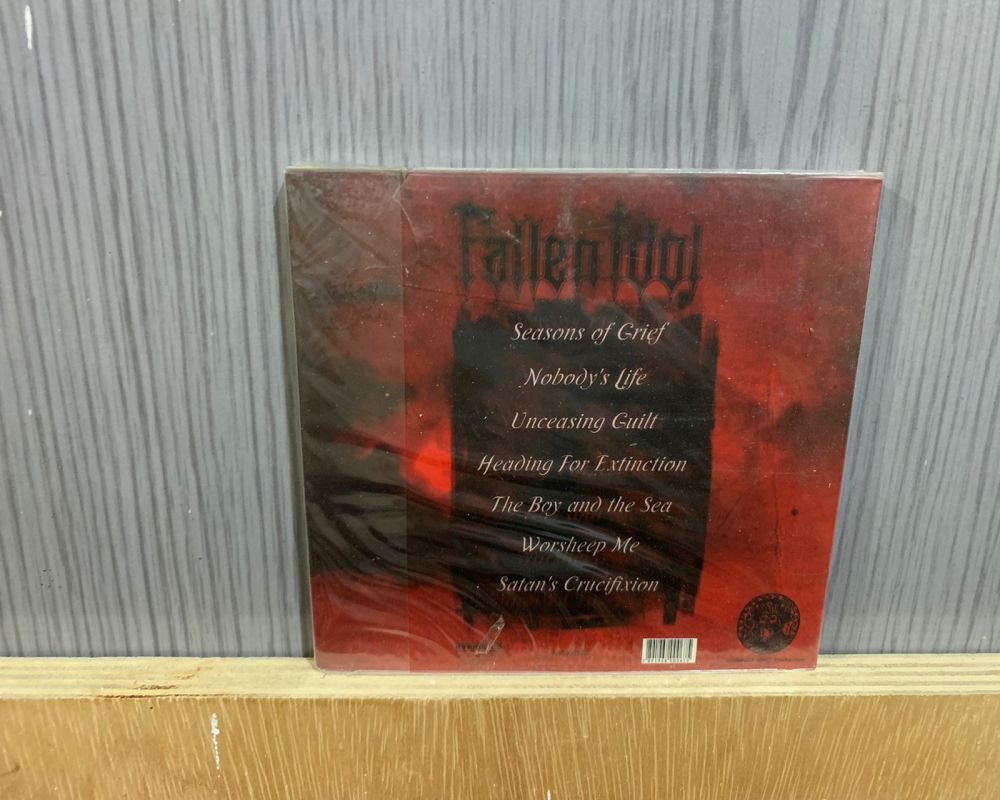 Fallen Idol
Seasons of Grief
Nobody's Life
Unceasing Guilt
Heading For Extinction
The Boy and the Sea
Worsheep Me
Satan's Crucifixion